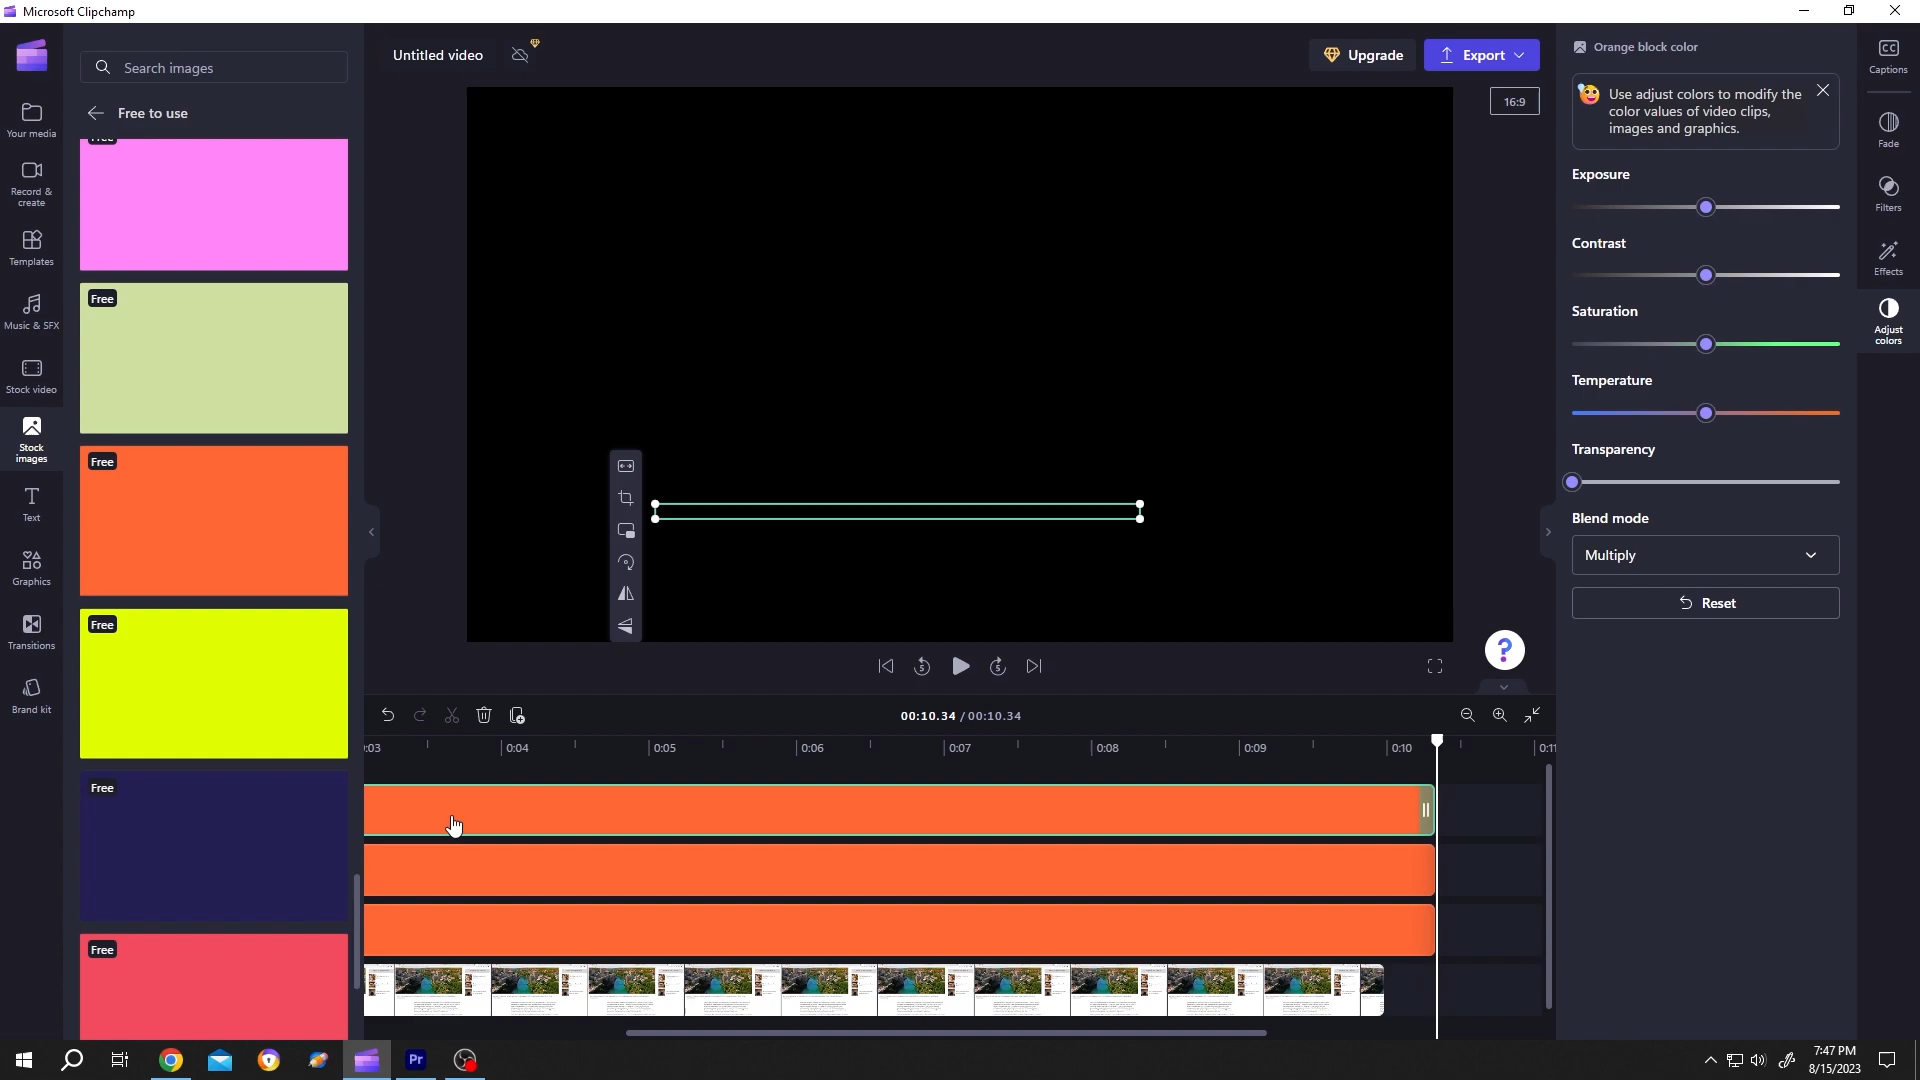 Microsoft Clipchamp
Search images
Free to use
Free
Free
Free
Free
Free
Free
Your media
Record &
create
Templates
Music & SFX
Stock video
Stock
images
Text
Graphics
Transitions
Brand kit
Untitled video
Upgrade
Export
16:9
?
00:10.34 / 00:10.34
0:03
0:04
0:05
0:06
0:07
0:08
0:09
0:10
0:11
Orange block color
Use adjust colors to modify the
color values of video clips,
images and graphics.
Exposure
Contrast
Saturation
Temperature
Transparency
Blend mode
Multiply
Reset
CC
Captions
Fade
Filters
Effects
Adjust
colors
Pr
7:47 PM
8/15/2023